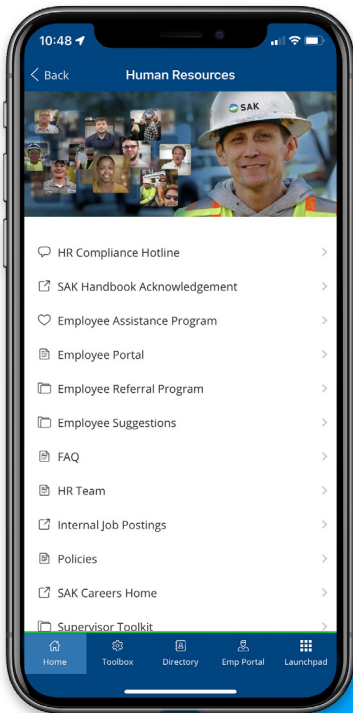 10:48
Back
Human Resources
SAK
HR Compliance Hotline
SAK Handbook Acknowledgement
Employee Assistance Program
Employee Portal
Employee Referral Program
Employee Suggestions
FAQ
HR Team
Internal Job Postings
Policies
SAK Careers Home
Supervisor Toolkit
Home
Toolbox
Directory
Emp Portal
Launchpad